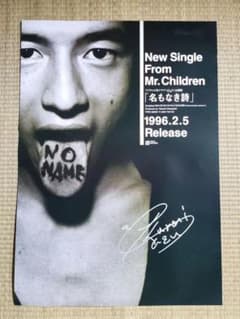 New Single
From
Mr. Children
「名もなき詩」
1996.2.5
Release
NO
NAME